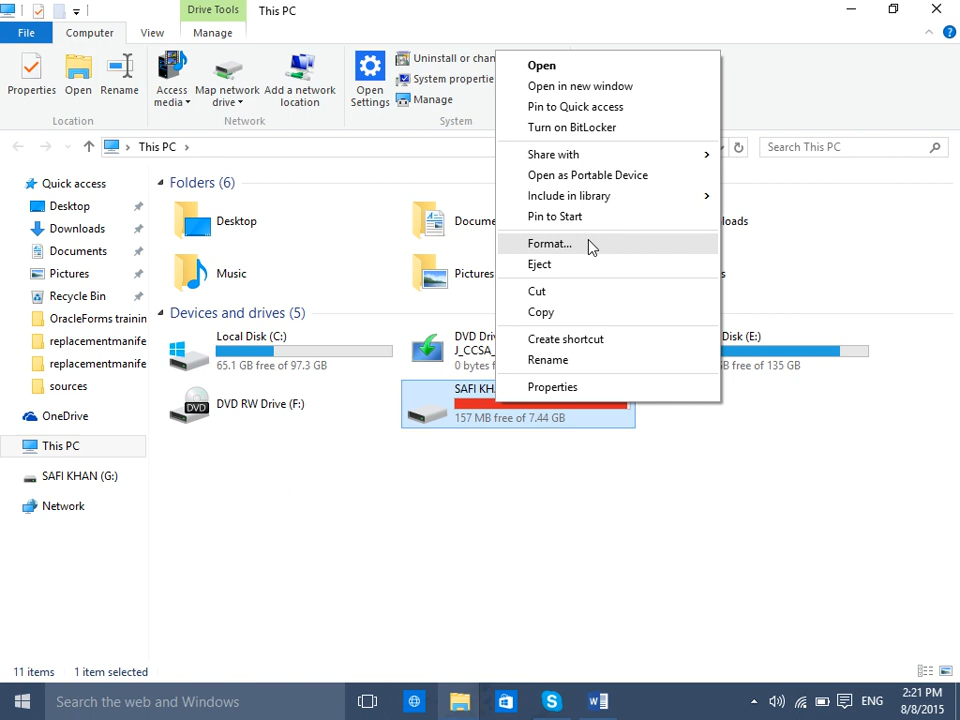 Drive Tools
This PC
File
Computer
View
Manage
Properties
Open
Rename
Access media
Map network drive
Add a network location
Open Settings
Uninstall or chan
System propertie
Manage
Location
Network
System
This PC
Search This PC
Quick access
Desktop
Downloads
Documents
Pictures
Recycle Bin
OracleForms trainin
replacementmanife
replacementmanife
sources
OneDrive
This PC
SAFI KHAN (G:)
Network
Folders (6)
Desktop
Docume
loads
Music
Pictures
s
Devices and drives (5)
Local Disk (C:)
65.1 GB free of 97.3 GB
DVD Driv
J_CCSA_
0 bytes f
Disk (E:)
ee of 135 GB
DVD RW Drive (F:)
DVD
SAFI KH
157 MB free of 7.44 GB
Open
Open in new window
Pin to Quick access
Turn on BitLocker
Share with
Open as Portable Device
Include in library
Pin to Start
Format...
Eject
Cut
Copy
Create shortcut
Rename
Properties
11 items
1 item selected
Search the web and Windows
ENG
2:21 PM
8/8/2015